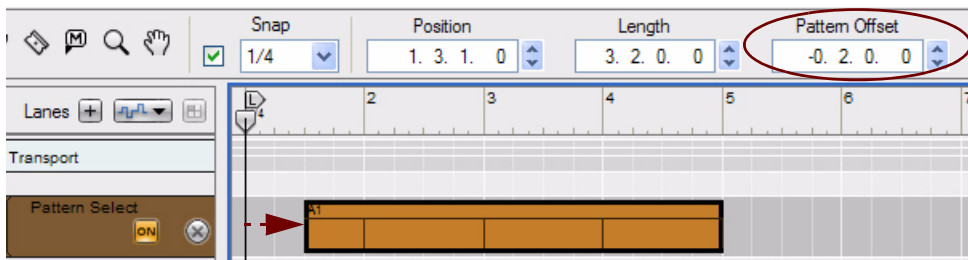 Snap Position Length Pattern Offset
M 1/4 1. 3. 1. 0 3. 2. 0. 0 -0. 2. 0. 0
Lanes L 2 3 4 5 6 7
4
Transport
Pattern Select A1
ON